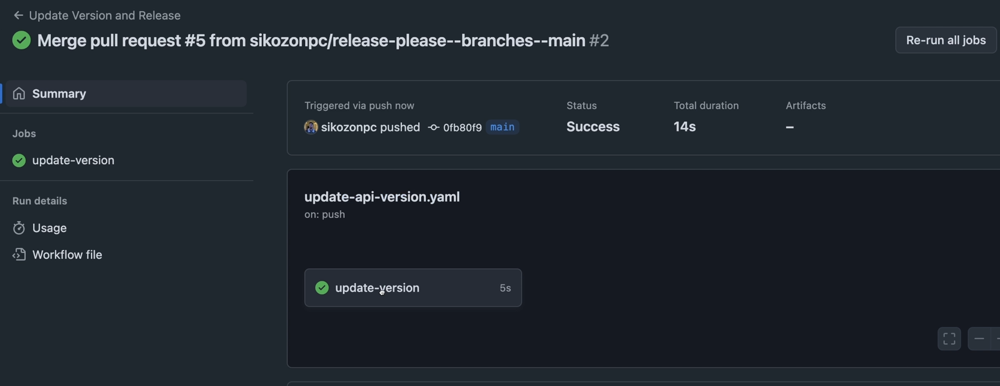 ← Update Version and Release
Merge pull request #5 from sikozonpc/release-please--branches--main #2
Re-run all jobs
Summary
Jobs
update-version
Run details
Usage
Workflow file
Triggered via push now
sikozonpc pushed 0fb80f9 main
Status
Success
Total duration
14s
Artifacts
–
update-api-version.yaml
on: push
update-version 5s